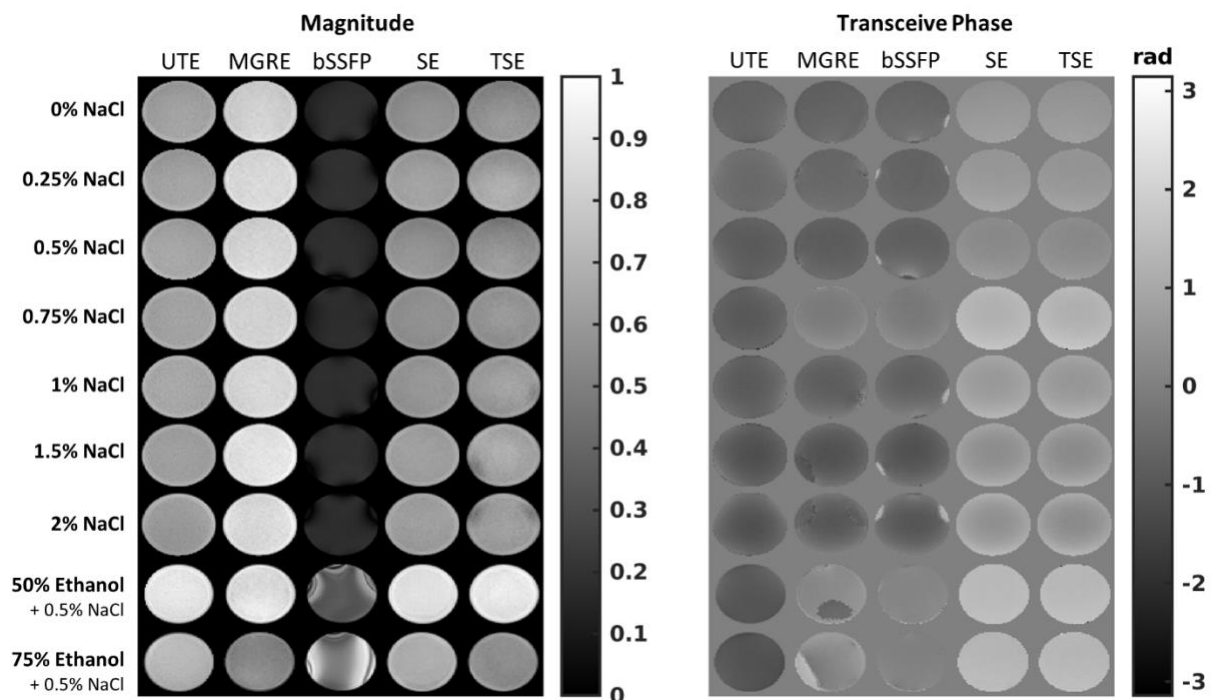 Magnitude
Transceive Phase
UTE MGRE bSSFP SE TSE
UTE MGRE bSSFP SE TSE
rad
0% NaCl
0.25% NaCl
0.5% NaCl
0.75% NaCl
1% NaCl
1.5% NaCl
2% NaCl
50% Ethanol
+ 0.5% NaCl
75% Ethanol
+ 0.5% NaCl
1
0.9
0.8
0.7
0.6
0.5
0.4
0.3
0.2
0.1
0
3
2
1
0
-1
-2
-3